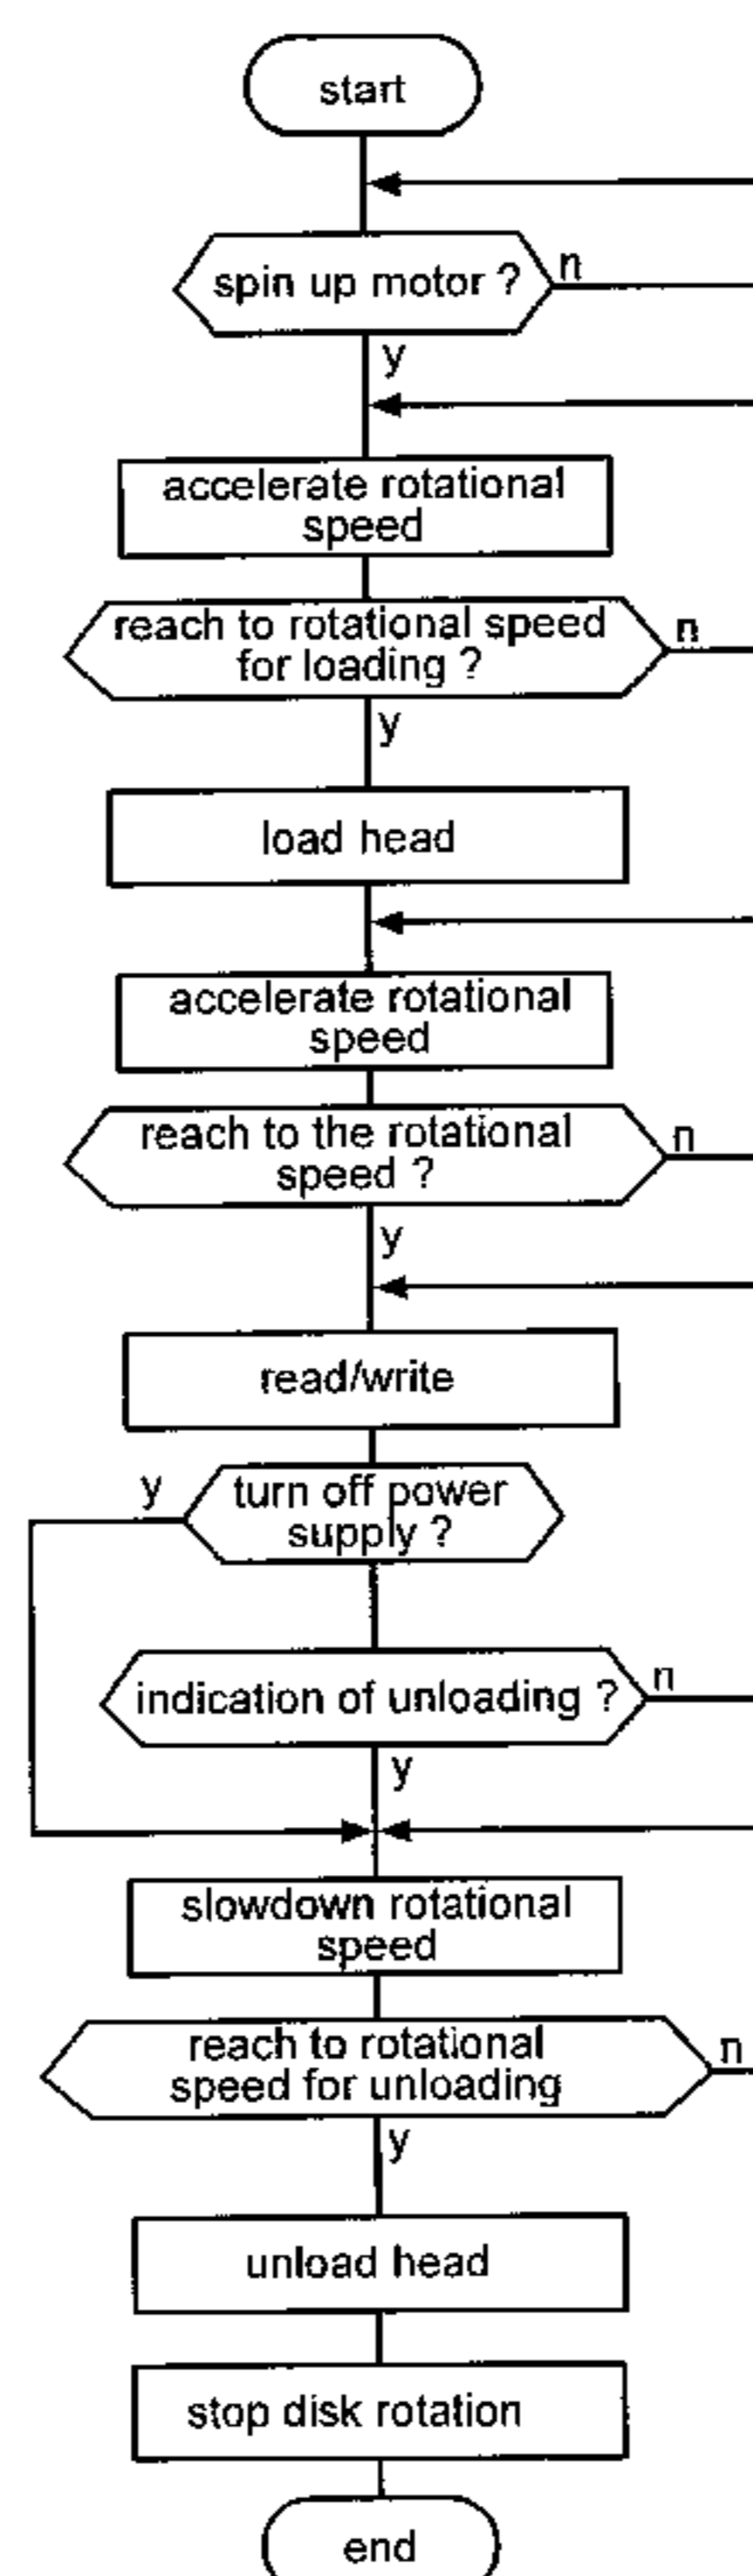 start
spin up motor ?
n
y
accelerate rotational
speed
reach to rotational speed
for loading ?
n
y
load head
accelerate rotational
speed
reach to the rotational
speed ?
n
y
read/write
y
turn off power
supply ?
indication of unloading ?
n
y
slowdown rotational
speed
reach to rotational
speed for unloading
n
y
unload head
stop disk rotation
end